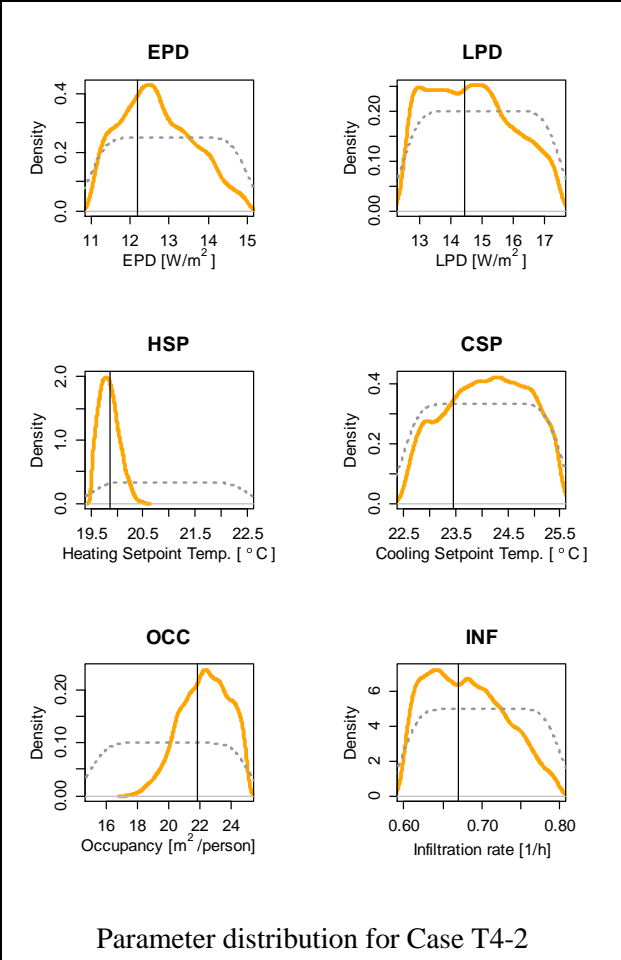 EPD
LPD
Density
0.0 0.2 0.4
11 12 13 14 15
EPD [W/m2 ]
Density
0.00 0.10 0.20
13 14 15 16 17
LPD [W/m2 ]
HSP
CSP
Density
0.0 1.0 2.0
19.5 20.5 21.5 22.5
Heating Setpoint Temp. [ °C ]
Density
0.0 0.2 0.4
22.5 23.5 24.5 25.5
Cooling Setpoint Temp. [ °C ]
OCC
INF
Density
0.00 0.10 0.20
16 18 20 22 24
Occupancy [m2 /person]
Density
0 2 4 6
0.60 0.70 0.80
Infiltration rate [1/h]
Parameter distribution for Case T4-2